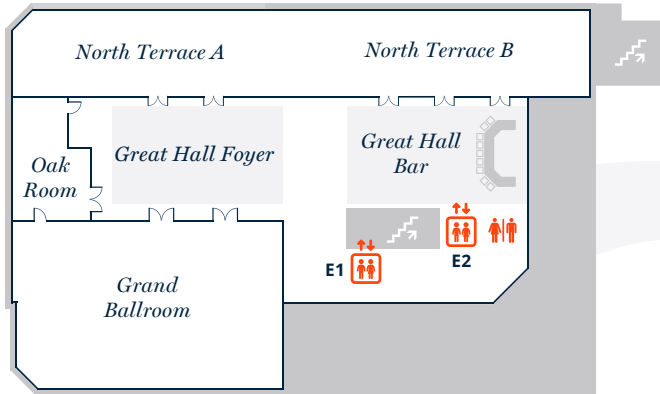 North Terrace A
North Terrace B
Great Hall Foyer
Great Hall
Bar
Oak
Room
E1
E2
Grand
Ballroom